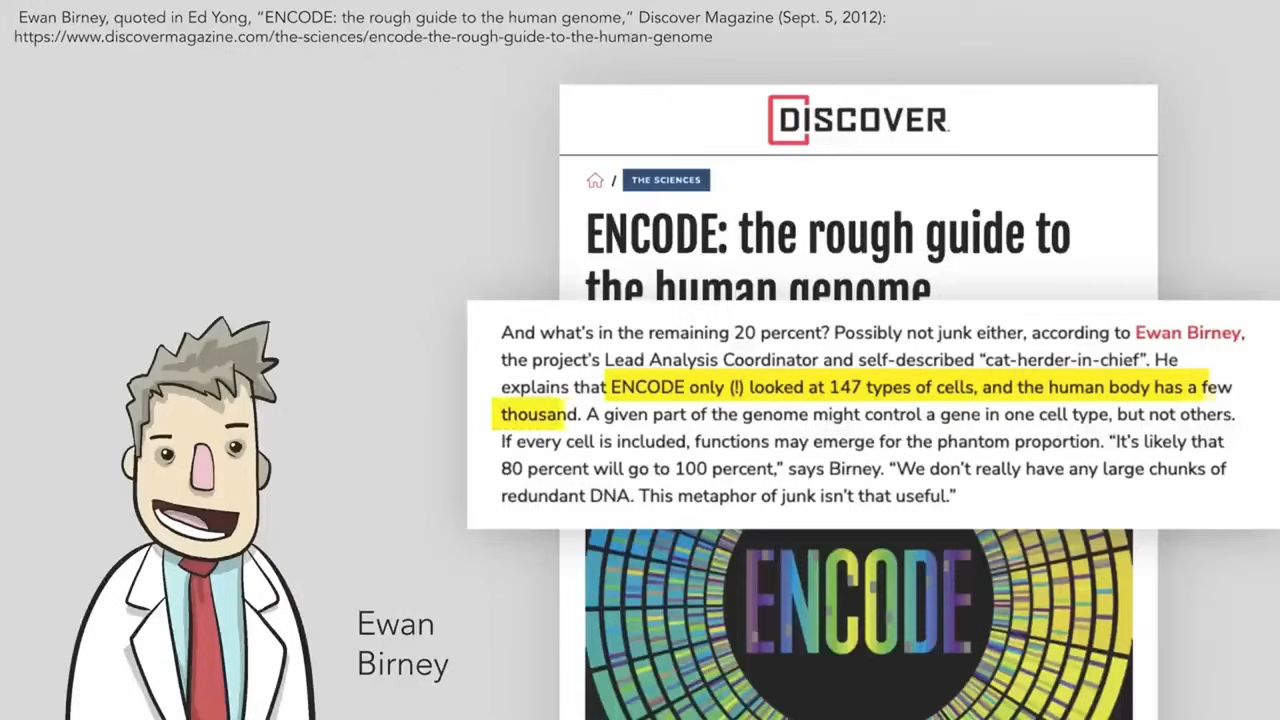 Ewan Birney, quoted in Ed Yong, “ENCODE: the rough guide to the human genome,” Discover Magazine (Sept. 5, 2012):
https://www.discovermagazine.com/the-sciences/encode-the-rough-guide-to-the-human-genome
DISCOVER
/ THE SCIENCES
ENCODE: the rough guide to
the human genome
And what’s in the remaining 20 percent? Possibly not junk either, according to Ewan Birney,
the project’s Lead Analysis Coordinator and self-described “cat-herder-in-chief”. He
explains that ENCODE only (!) looked at 147 types of cells, and the human body has a few
thousand. A given part of the genome might control a gene in one cell type, but not others.
If every cell is included, functions may emerge for the phantom proportion. “It’s likely that
80 percent will go to 100 percent,” says Birney. “We don’t really have any large chunks of
redundant DNA. This metaphor of junk isn’t that useful.”
ENCODE
Ewan
Birney